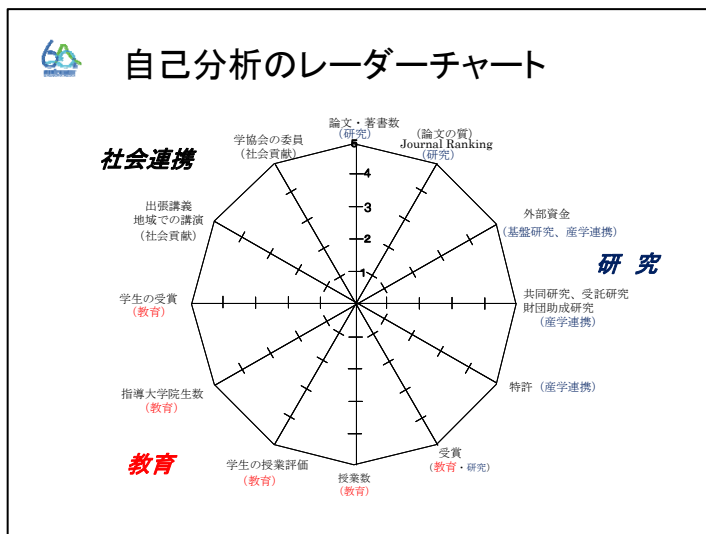 自己分析のレーダーチャート
論文・著書数
(研究)
(論文の質)
Journal Ranking
(研究)
学協会の委員
(社会貢献)
社会連携
出張講義
地域での講演
(社会貢献)
外部資金
(基盤研究、産学連携)
研 究
5
4
3
2
1
学生の受賞
(教育)
共同研究、受託研究
財団助成研究
(産学連携)
指導大学院生数
(教育)
特許 (産学連携)
教育
学生の授業評価
(教育)
授業数
(教育)
受賞
(教育・研究)